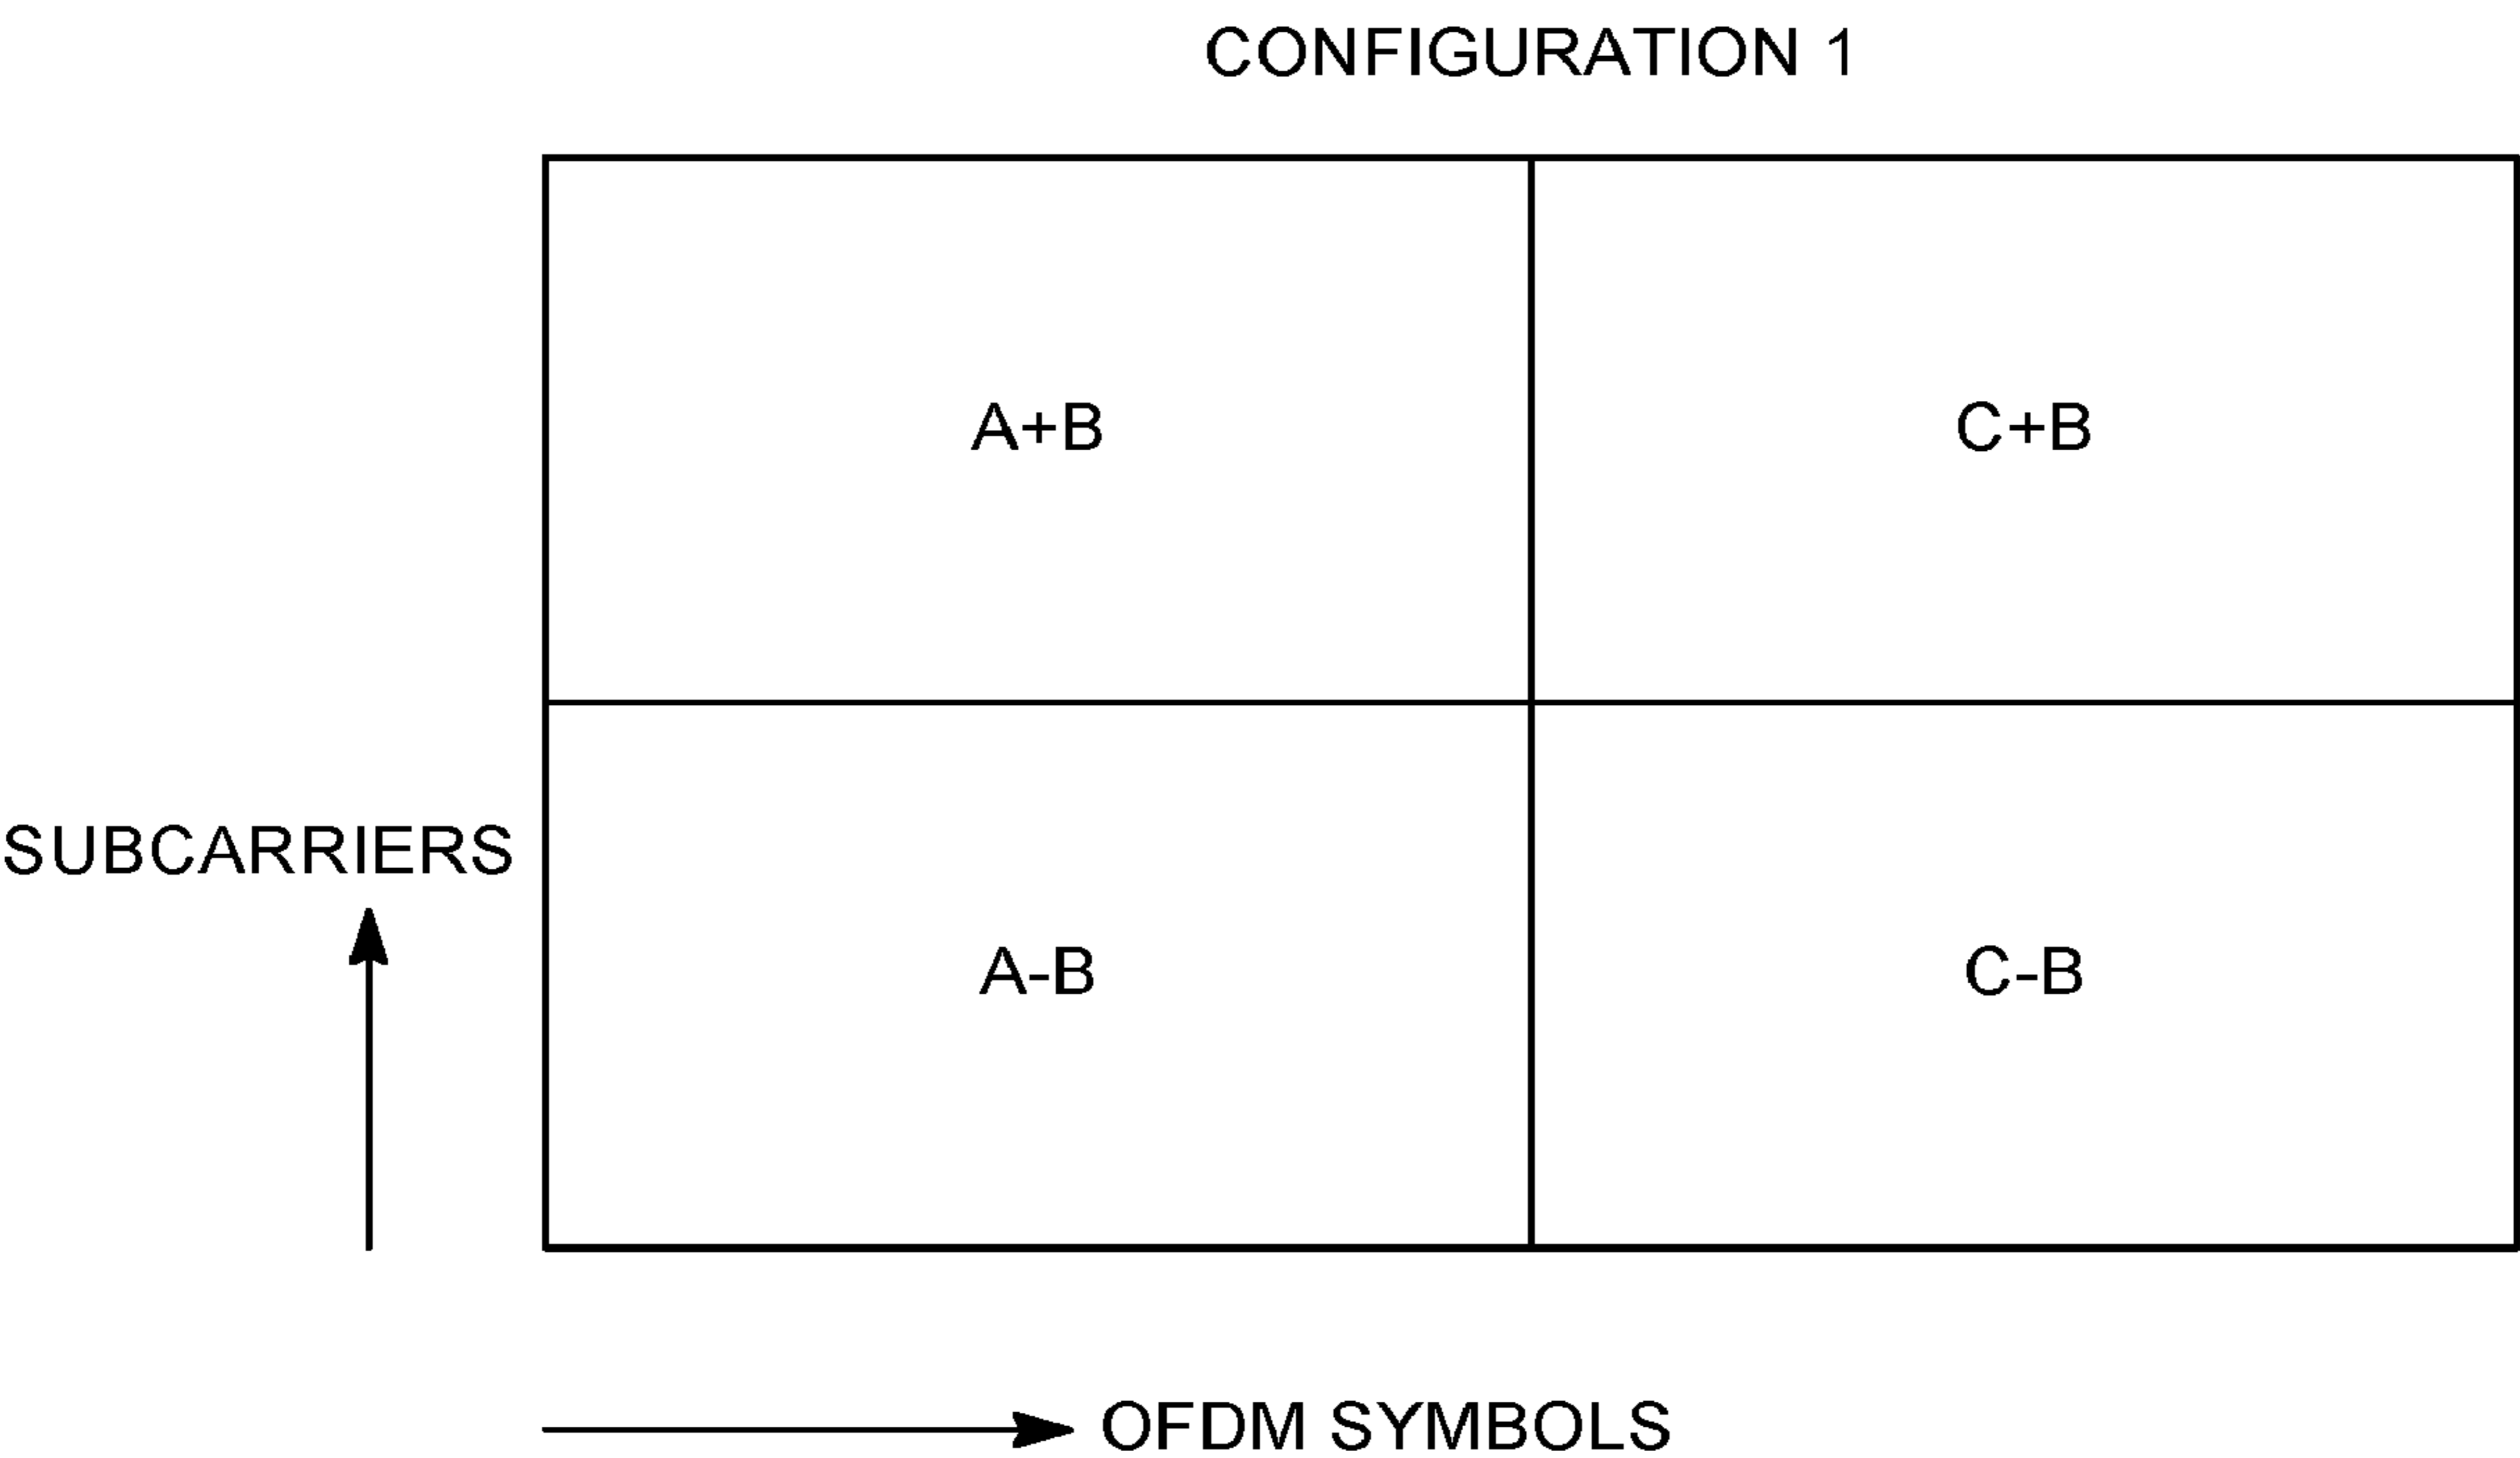 CONFIGURATION 1
A+B
C+B
A-B
C-B
SUBCARRIERS
OFDM SYMBOLS